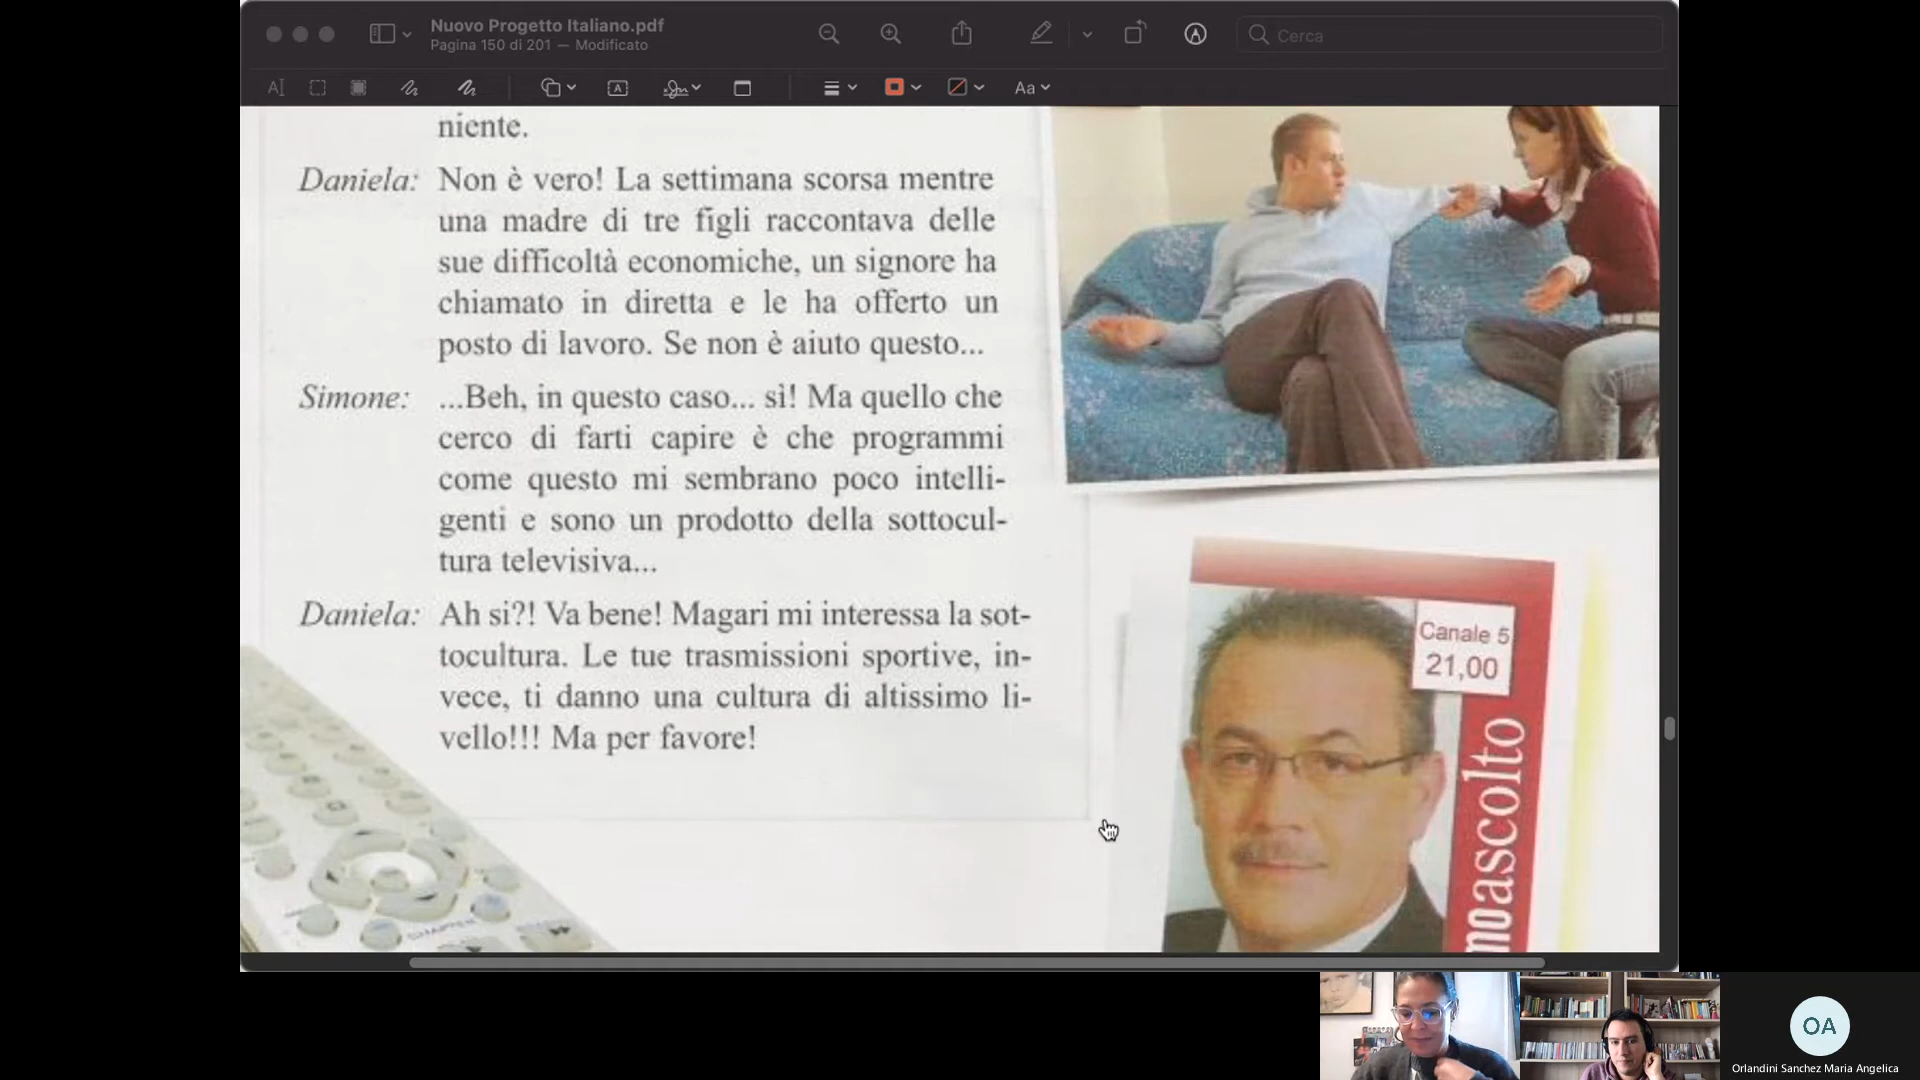 Nuovo Progetto Italiano.pdf
Pagina 150 di 201 — Modificato
Cerca
Aa
niente.
Daniela: Non è vero! La settimana scorsa mentre
una madre di tre figli raccontava delle
sue difficoltà economiche, un signore ha
chiamato in diretta e le ha offerto un
posto di lavoro. Se non è aiuto questo...
Simone: ...Beh, in questo caso... sì! Ma quello che
cerco di farti capire è che programmi
come questo mi sembrano poco intelli-
genti e sono un prodotto della sottocul-
tura televisiva...
Daniela: Ah si?! Va bene! Magari mi interessa la sot-
tocultura. Le tue trasmissioni sportive, in-
vece, ti danno una cultura di altissimo li-
vello!!! Ma per favore!
Canale 5
21,00
moascolto
CHAPTER
OA
Orlandini Sanchez Maria Angelica